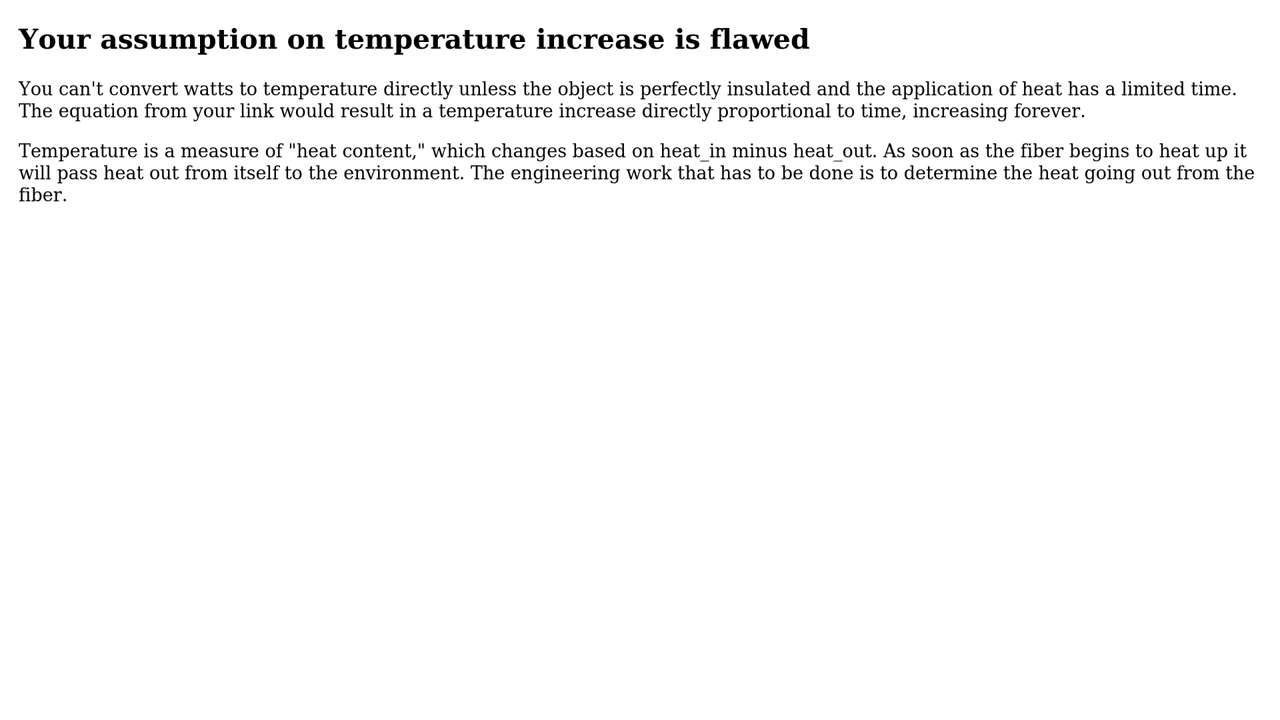 Your assumption on temperature increase is flawed
You can't convert watts to temperature directly unless the object is perfectly insulated and the application of heat has a limited time.
The equation from your link would result in a temperature increase directly proportional to time, increasing forever.
Temperature is a measure of "heat content," which changes based on heat_in minus heat_out. As soon as the fiber begins to heat up it
will pass heat out from itself to the environment. The engineering work that has to be done is to determine the heat going out from the
fiber.